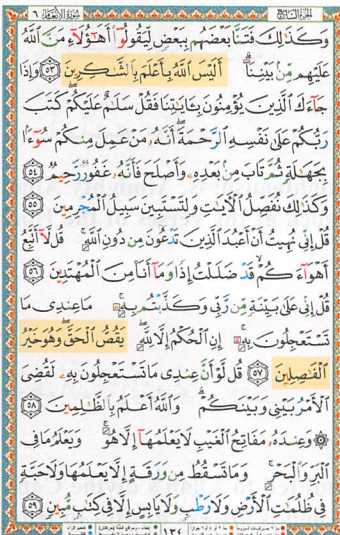 سورة الأنعام ٦
الجزء السابع
وَكَذَٰلِكَ فَتَنَّا بَعْضَهُم بِبَعْضٍ لِّيَقُولُوٓا۟ أَهَٰٓؤُلَآءِ مَنَّ ٱللَّهُ
عَلَيْهِم مِّنۢ بَيْنِنَآ ۗ أَلَيْسَ ٱللَّهُ بِأَعْلَمَ بِٱلشَّٰكِرِينَ ٥٣ وَإِذَا
جَآءَكَ ٱلَّذِينَ يُؤْمِنُونَ بِـَٔايَٰتِنَا فَقُلْ سَلَٰمٌ عَلَيْكُمْ ۖ كَتَبَ
رَبُّكُمْ عَلَىٰ نَفْسِهِ ٱلرَّحْمَةَ ۖ أَنَّهُۥ مَنْ عَمِلَ مِنكُمْ سُوٓءًۢا
بِجَهَٰلَةٍ ثُمَّ تَابَ مِنۢ بَعْدِهِۦ وَأَصْلَحَ فَأَنَّهُۥ غَفُورٌ رَّحِيمٌ ٥٤
وَكَذَٰلِكَ نُفَصِّلُ ٱلْـَٔايَٰتِ وَلِتَسْتَبِينَ سَبِيلُ ٱلْمُجْرِمِينَ ٥٥
قُلْ إِنِّى نُهِيتُ أَنْ أَعْبُدَ ٱلَّذِينَ تَدْعُونَ مِن دُونِ ٱللَّهِ ۚ قُل لَّآ أَتَّبِعُ
أَهْوَآءَكُمْ ۙ قَدْ ضَلَلْتُ إِذًا وَمَآ أَنَا۠ مِنَ ٱلْمُهْتَدِينَ ٥٦
قُلْ إِنِّى عَلَىٰ بَيِّنَةٍ مِّن رَّبِّى وَكَذَّبْتُم بِهِۦ ۚ مَا عِندِى مَا
تَسْتَعْجِلُونَ بِهِۦٓ ۚ إِنِ ٱلْحُكْمُ إِلَّا لِلَّهِ ۖ يَقُصُّ ٱلْحَقَّ ۖ وَهُوَ خَيْرُ
ٱلْفَٰصِلِينَ ٥٧ قُل لَّوْ أَنَّ عِندِى مَا تَسْتَعْجِلُونَ بِهِۦ لَقُضِىَ
ٱلْأَمْرُ بَيْنِى وَبَيْنَكُمْ ۗ وَٱللَّهُ أَعْلَمُ بِٱلظَّٰلِمِينَ ٥٨
۞ وَعِندَهُۥ مَفَاتِحُ ٱلْغَيْبِ لَا يَعْلَمُهَآ إِلَّا هُوَ ۚ وَيَعْلَمُ مَا فِى
ٱلْبَرِّ وَٱلْبَحْرِ ۚ وَمَا تَسْقُطُ مِن وَرَقَةٍ إِلَّا يَعْلَمُهَا وَلَا حَبَّةٍ
فِى ظُلُمَٰتِ ٱلْأَرْضِ وَلَا رَطْبٍ وَلَا يَابِسٍ إِلَّا فِى كِتَٰبٍ مُّبِينٍ ٥٩
١٣٤